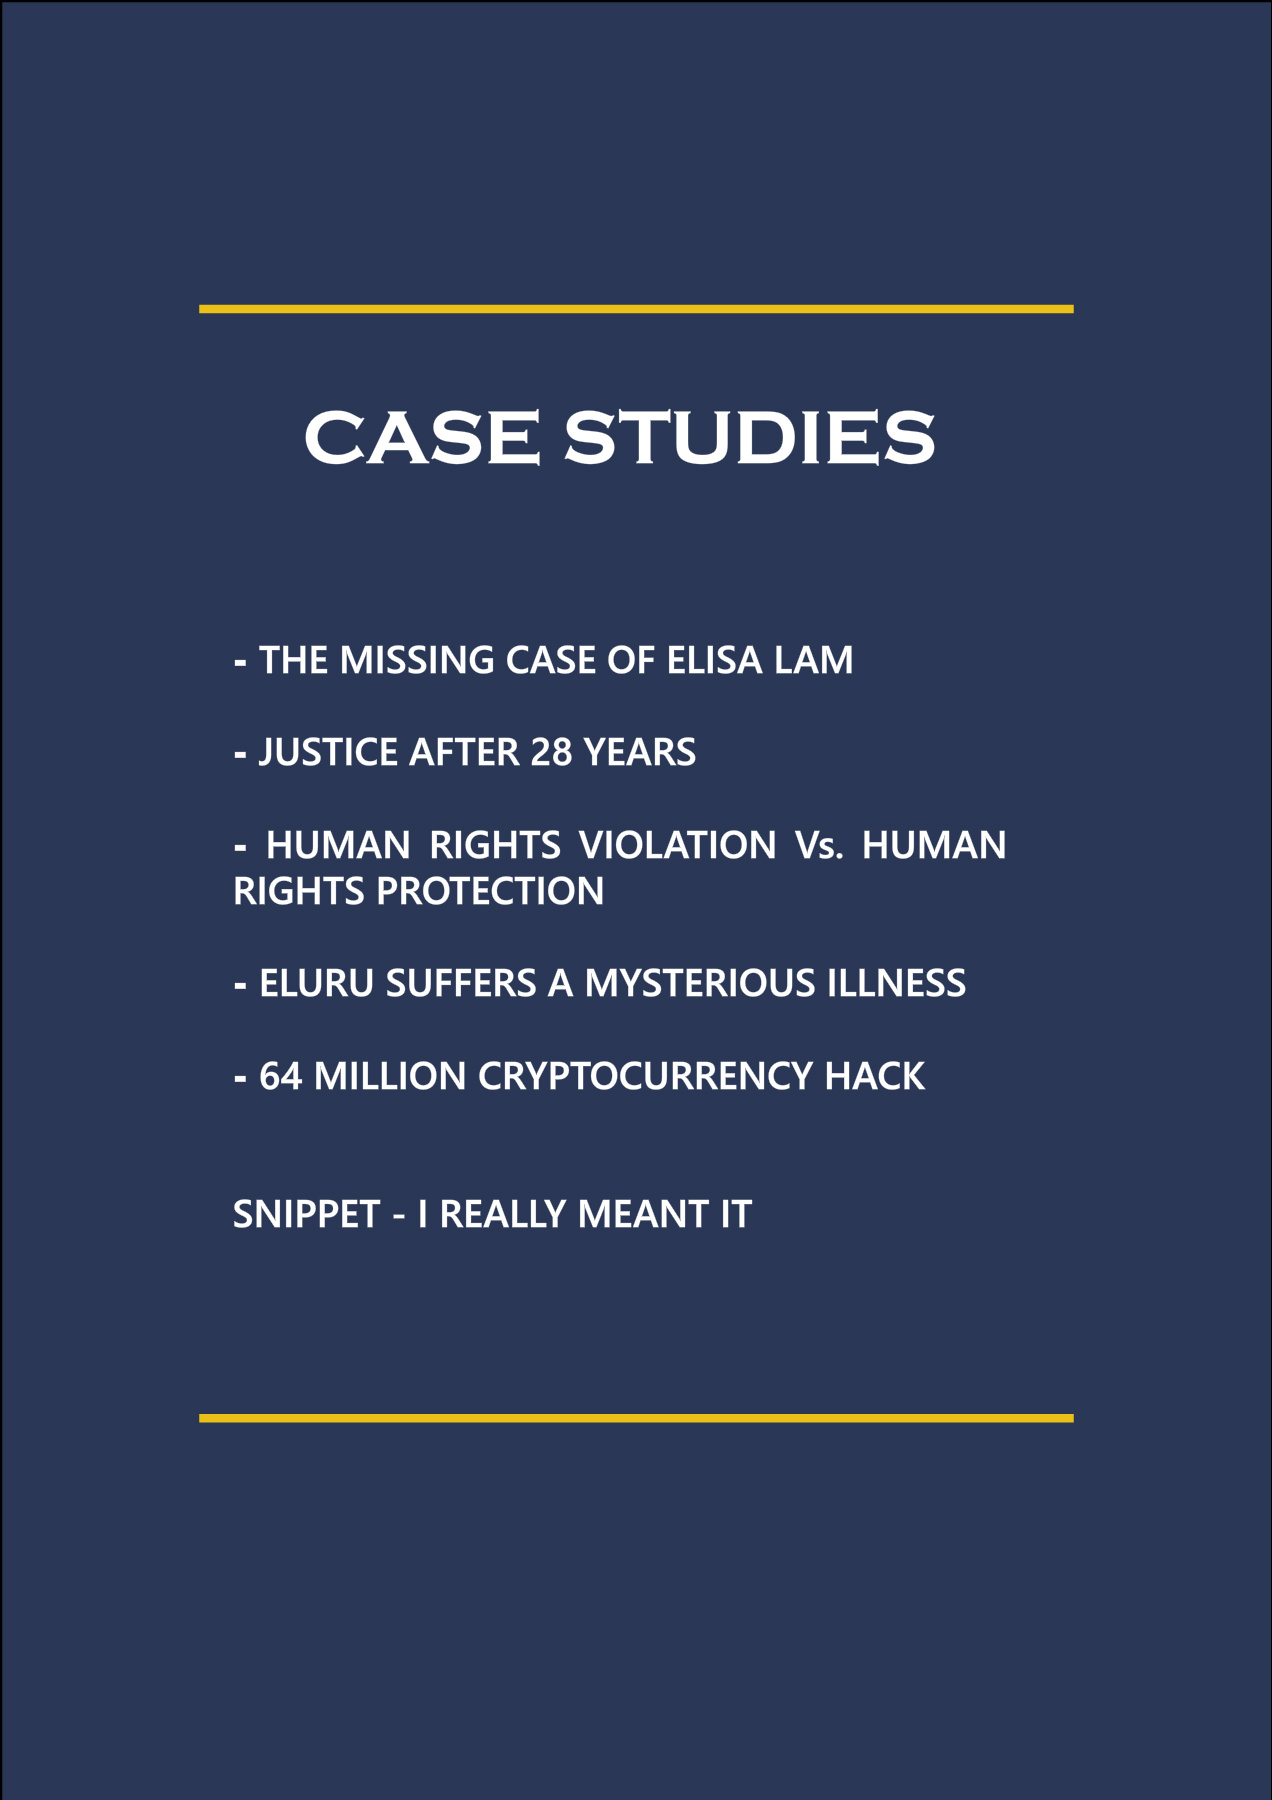 CASE STUDIES
- THE MISSING CASE OF ELISA LAM
- JUSTICE AFTER 28 YEARS
- HUMAN RIGHTS VIOLATION Vs. HUMAN
RIGHTS PROTECTION
- ELURU SUFFERS A MYSTERIOUS ILLNESS
- 64 MILLION CRYPTOCURRENCY HACK
SNIPPET - I REALLY MEANT IT